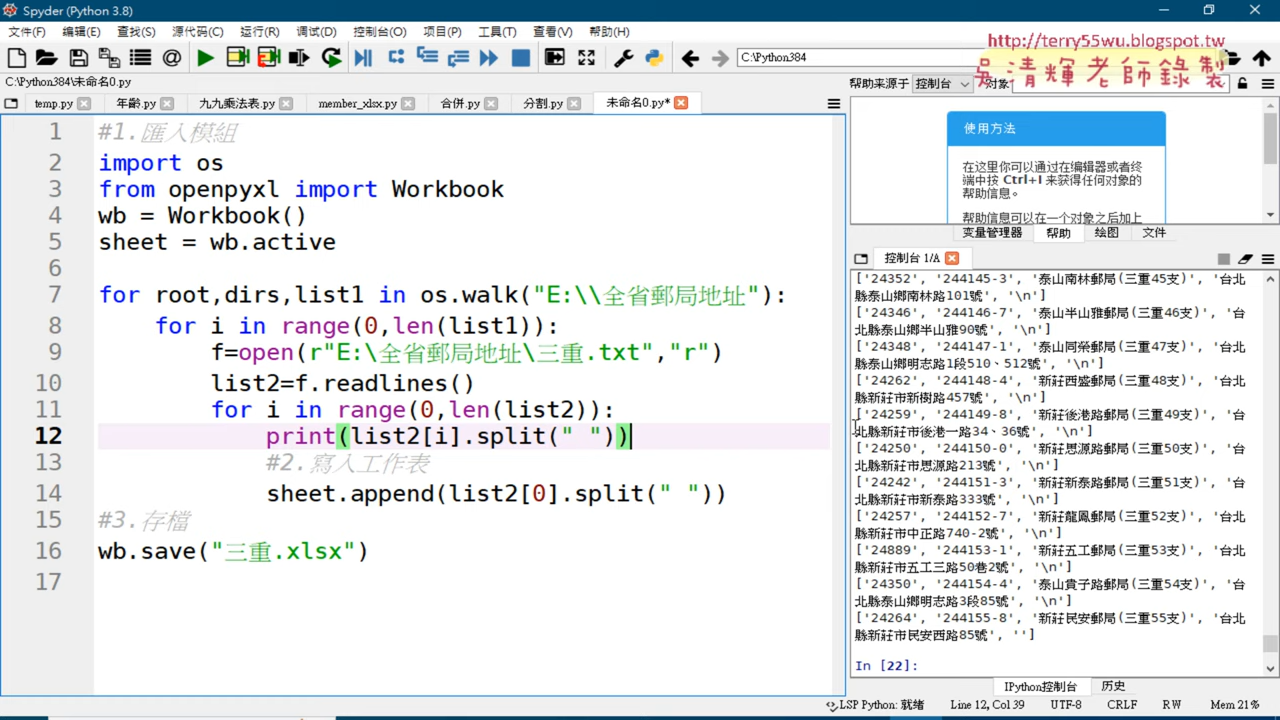 Spyder (Python 3.8)
文件(F) 编辑(E) 查找(S) 源代码(C) 运行(R) 调试(D) 控制台(O) 项目(P) 工具(T) 查看(V) 帮助(H)
http://terry55wu.blogspot.tw
吳清輝老師錄製
C:\Python384
C:\Python384\未命名0.py
帮助来源于 控制台 对象
temp.py 年齡.py 九九乘法表.py member_xlsx.py 合併.py 分割.py 未命名0.py*
1 #1.匯入模組
2 import os
3 from openpyxl import Workbook
4 wb = Workbook()
5 sheet = wb.active
6
7 for root,dirs,list1 in os.walk("E:\\全省郵局地址"):
8 for i in range(0,len(list1)):
9 f=open(r"E:\全省郵局地址\三重.txt","r")
10 list2=f.readlines()
11 for i in range(0,len(list2)):
12 print(list2[i].split(" "))
13 #2.寫入工作表
14 sheet.append(list2[0].split(" "))
15 #3.存檔
16 wb.save("三重.xlsx")
17
使用方法
在这里你可以通过在编辑器或者终
端中按 Ctrl+I 来获得任何对象的
帮助信息。
帮助信息可以在一个对象之后加上
变量管理器 帮助 绘图 文件
控制台 1/A
['24352', '244145-3', '泰山南林郵局(三重45支)', '台
北縣泰山鄉南林路101號', '\n']
['24346', '244146-7', '泰山半山雅郵局(三重46支)', '台
北縣泰山鄉半山雅90號', '\n']
['24348', '244147-1', '泰山同榮郵局(三重47支)', '台
北縣泰山鄉明志路1段510、512號', '\n']
['24262', '244148-4', '新莊西盛郵局(三重48支)', '台
北縣新莊市新樹路457號', '\n']
['24259', '244149-8', '新莊後港路郵局(三重49支)', '台
北縣新莊市後港一路34、36號', '\n']
['24250', '244150-0', '新莊思源路郵局(三重50支)', '台
北縣新莊市思源路213號', '\n']
['24242', '244151-3', '新莊新泰路郵局(三重51支)', '台
北縣新莊市新泰路333號', '\n']
['24257', '244152-7', '新莊龍鳳郵局(三重52支)', '台
北縣新莊市中正路740-2號', '\n']
['24889', '244153-1', '新莊五工郵局(三重53支)', '台
北縣新莊市五工三路50巷2號', '\n']
['24350', '244154-4', '泰山貴子路郵局(三重54支)', '台
北縣泰山鄉明志路3段85號', '\n']
['24264', '244155-8', '新莊民安郵局(三重55支)', '台
北縣新莊市民安西路85號', '']
In [22]:
IPython控制台 历史
LSP Python: 就绪 Line 12, Col 39 UTF-8 CRLF RW Mem 21%